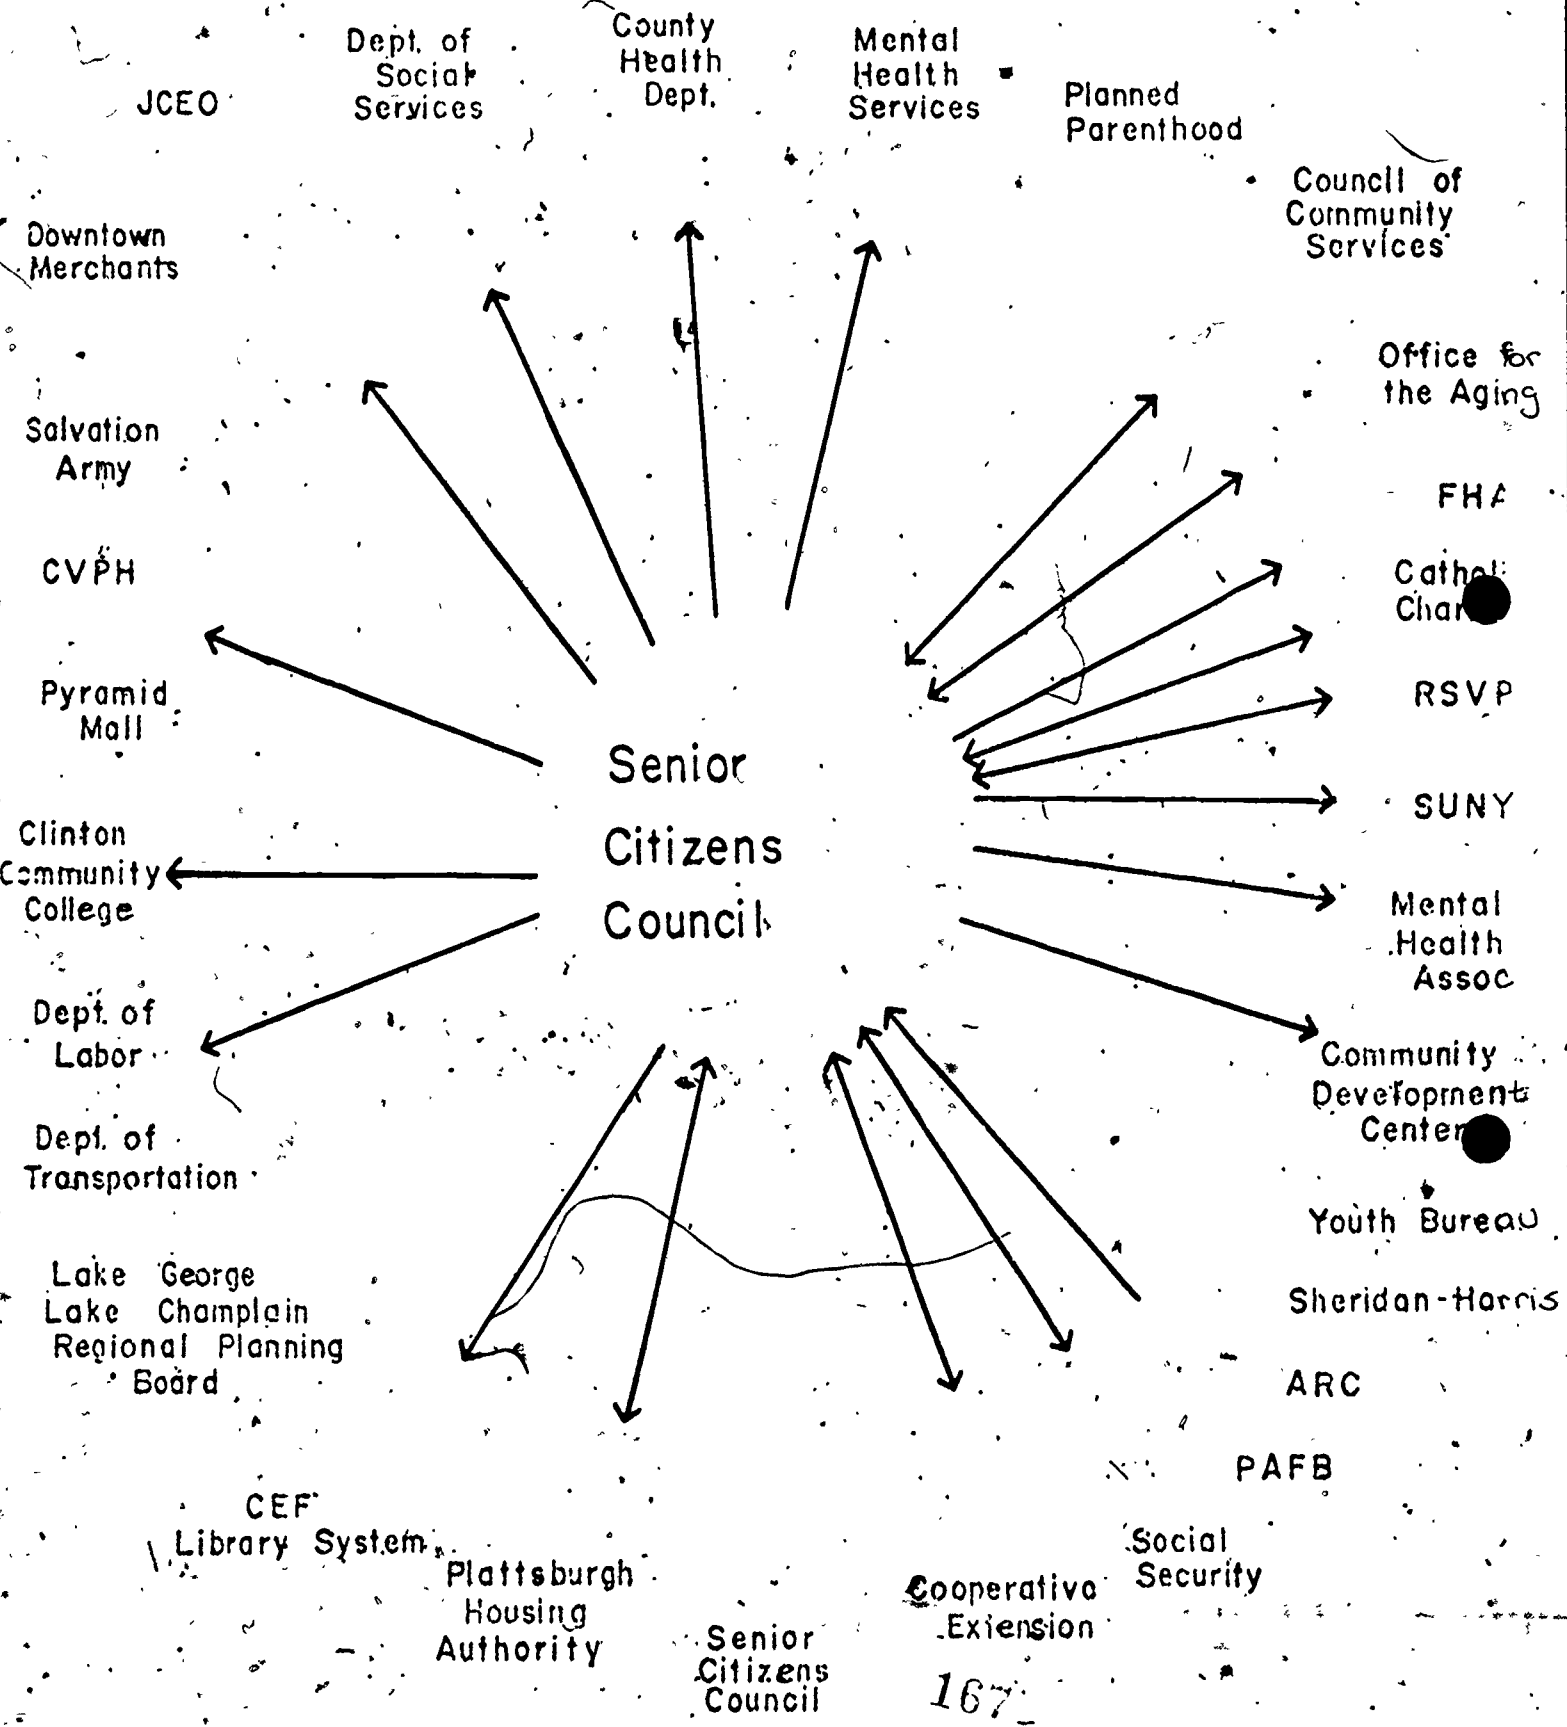 JCEO
Dept. of
Social
Services
County
Health
Dept.
Mental
Health
Services
Planned
Parenthood
Council of
Community
Services
Downtown
Merchants
Office for
the Aging
Salvation
Army
FHA
CVPH
Pyramid
Mall
RSVP
Senior
Citizens
Council
SUNY
Clinton
Community
College
Mental
Health
Assoc
Dept. of
Labor
Community
Development
Center
Dept. of
Transportation
Youth Bureau
Lake George
Lake Champlain
Regional Planning
Board
Sheridan-Harris
ARC
PAFB
CEF
Library System
Plattsburgh
Housing
Authority
Senior
Citizens
Council
Cooperative
Extension
Social
Security
167